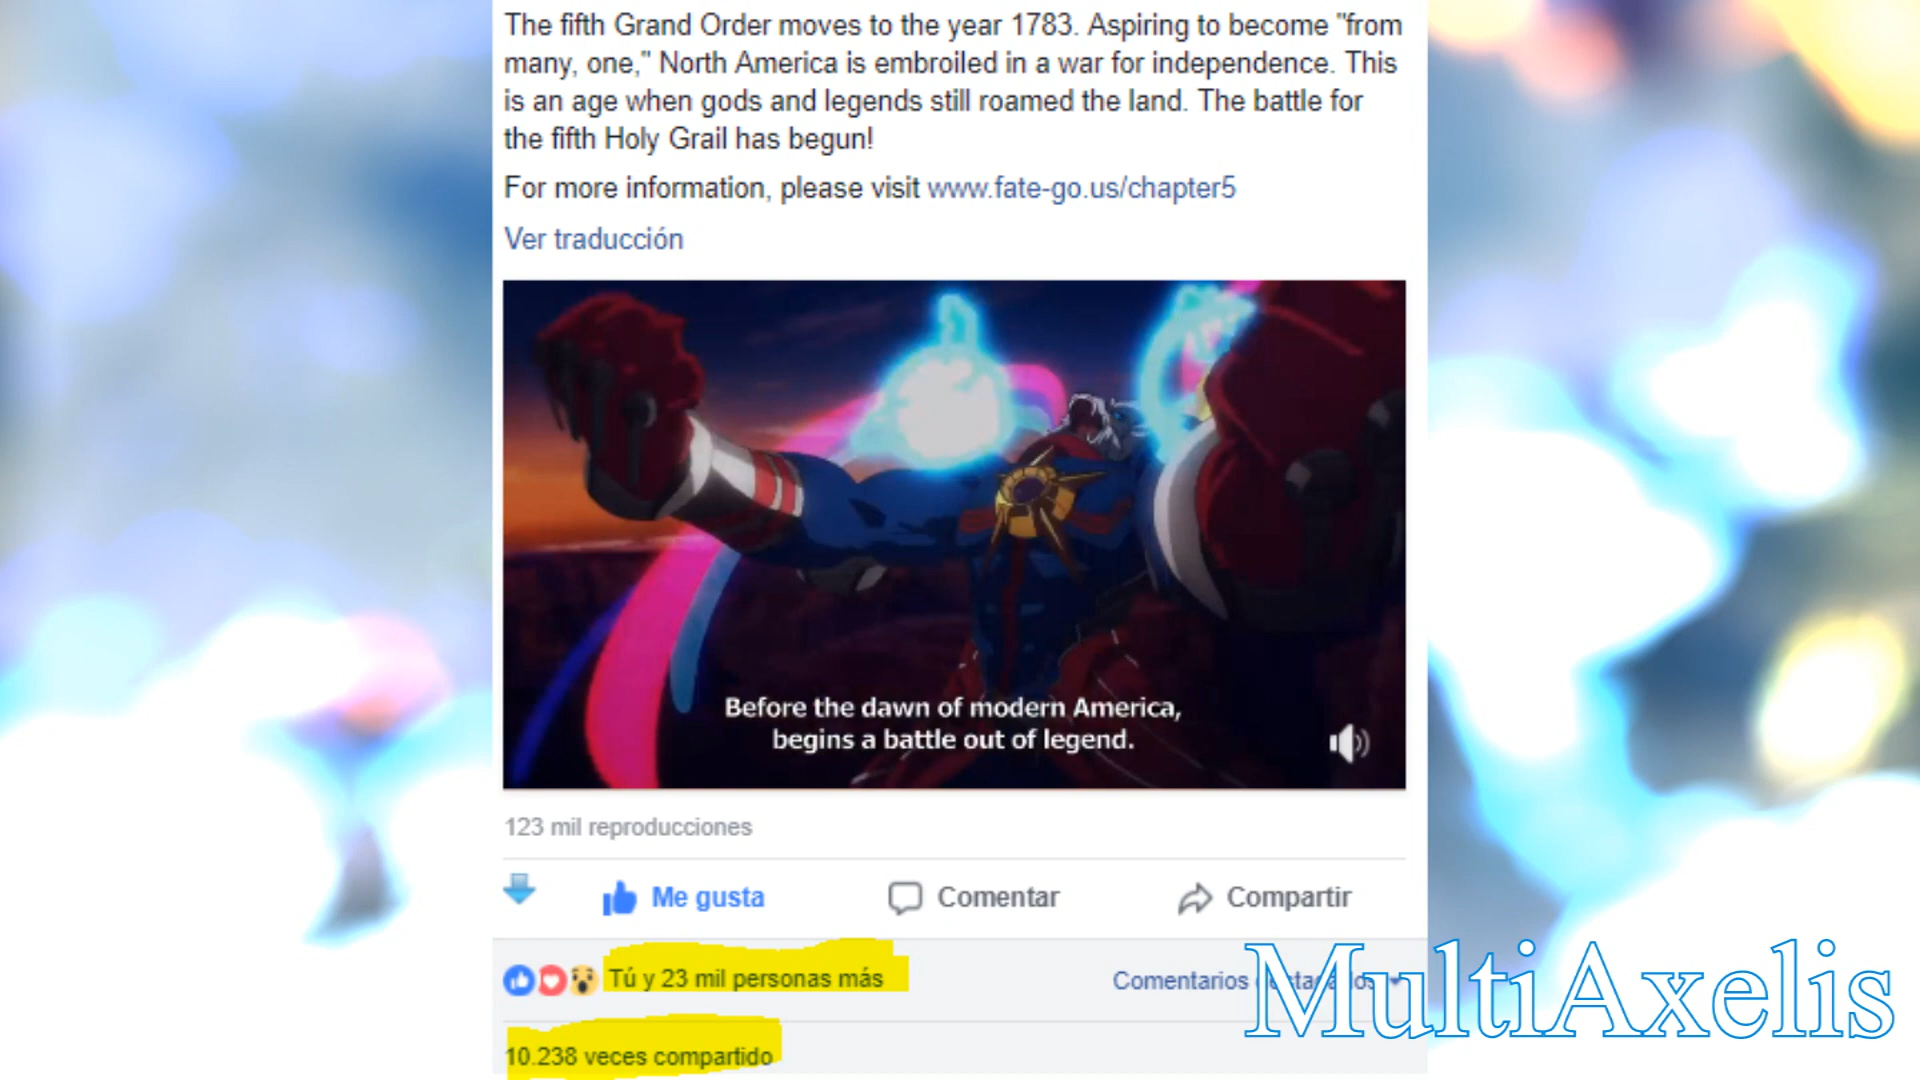 The fifth Grand Order moves to the year 1783. Aspiring to become "from
many, one," North America is embroiled in a war for independence. This
is an age when gods and legends still roamed the land. The battle for
the fifth Holy Grail has begun!
For more information, please visit www.fate-go.us/chapter5
Ver traducción
Before the dawn of modern America,
begins a battle out of legend.
123 mil reproducciones
Me gusta Comentar Compartir
Tú y 23 mil personas más Comentarios
MultiAxelis
10.238 veces compartido